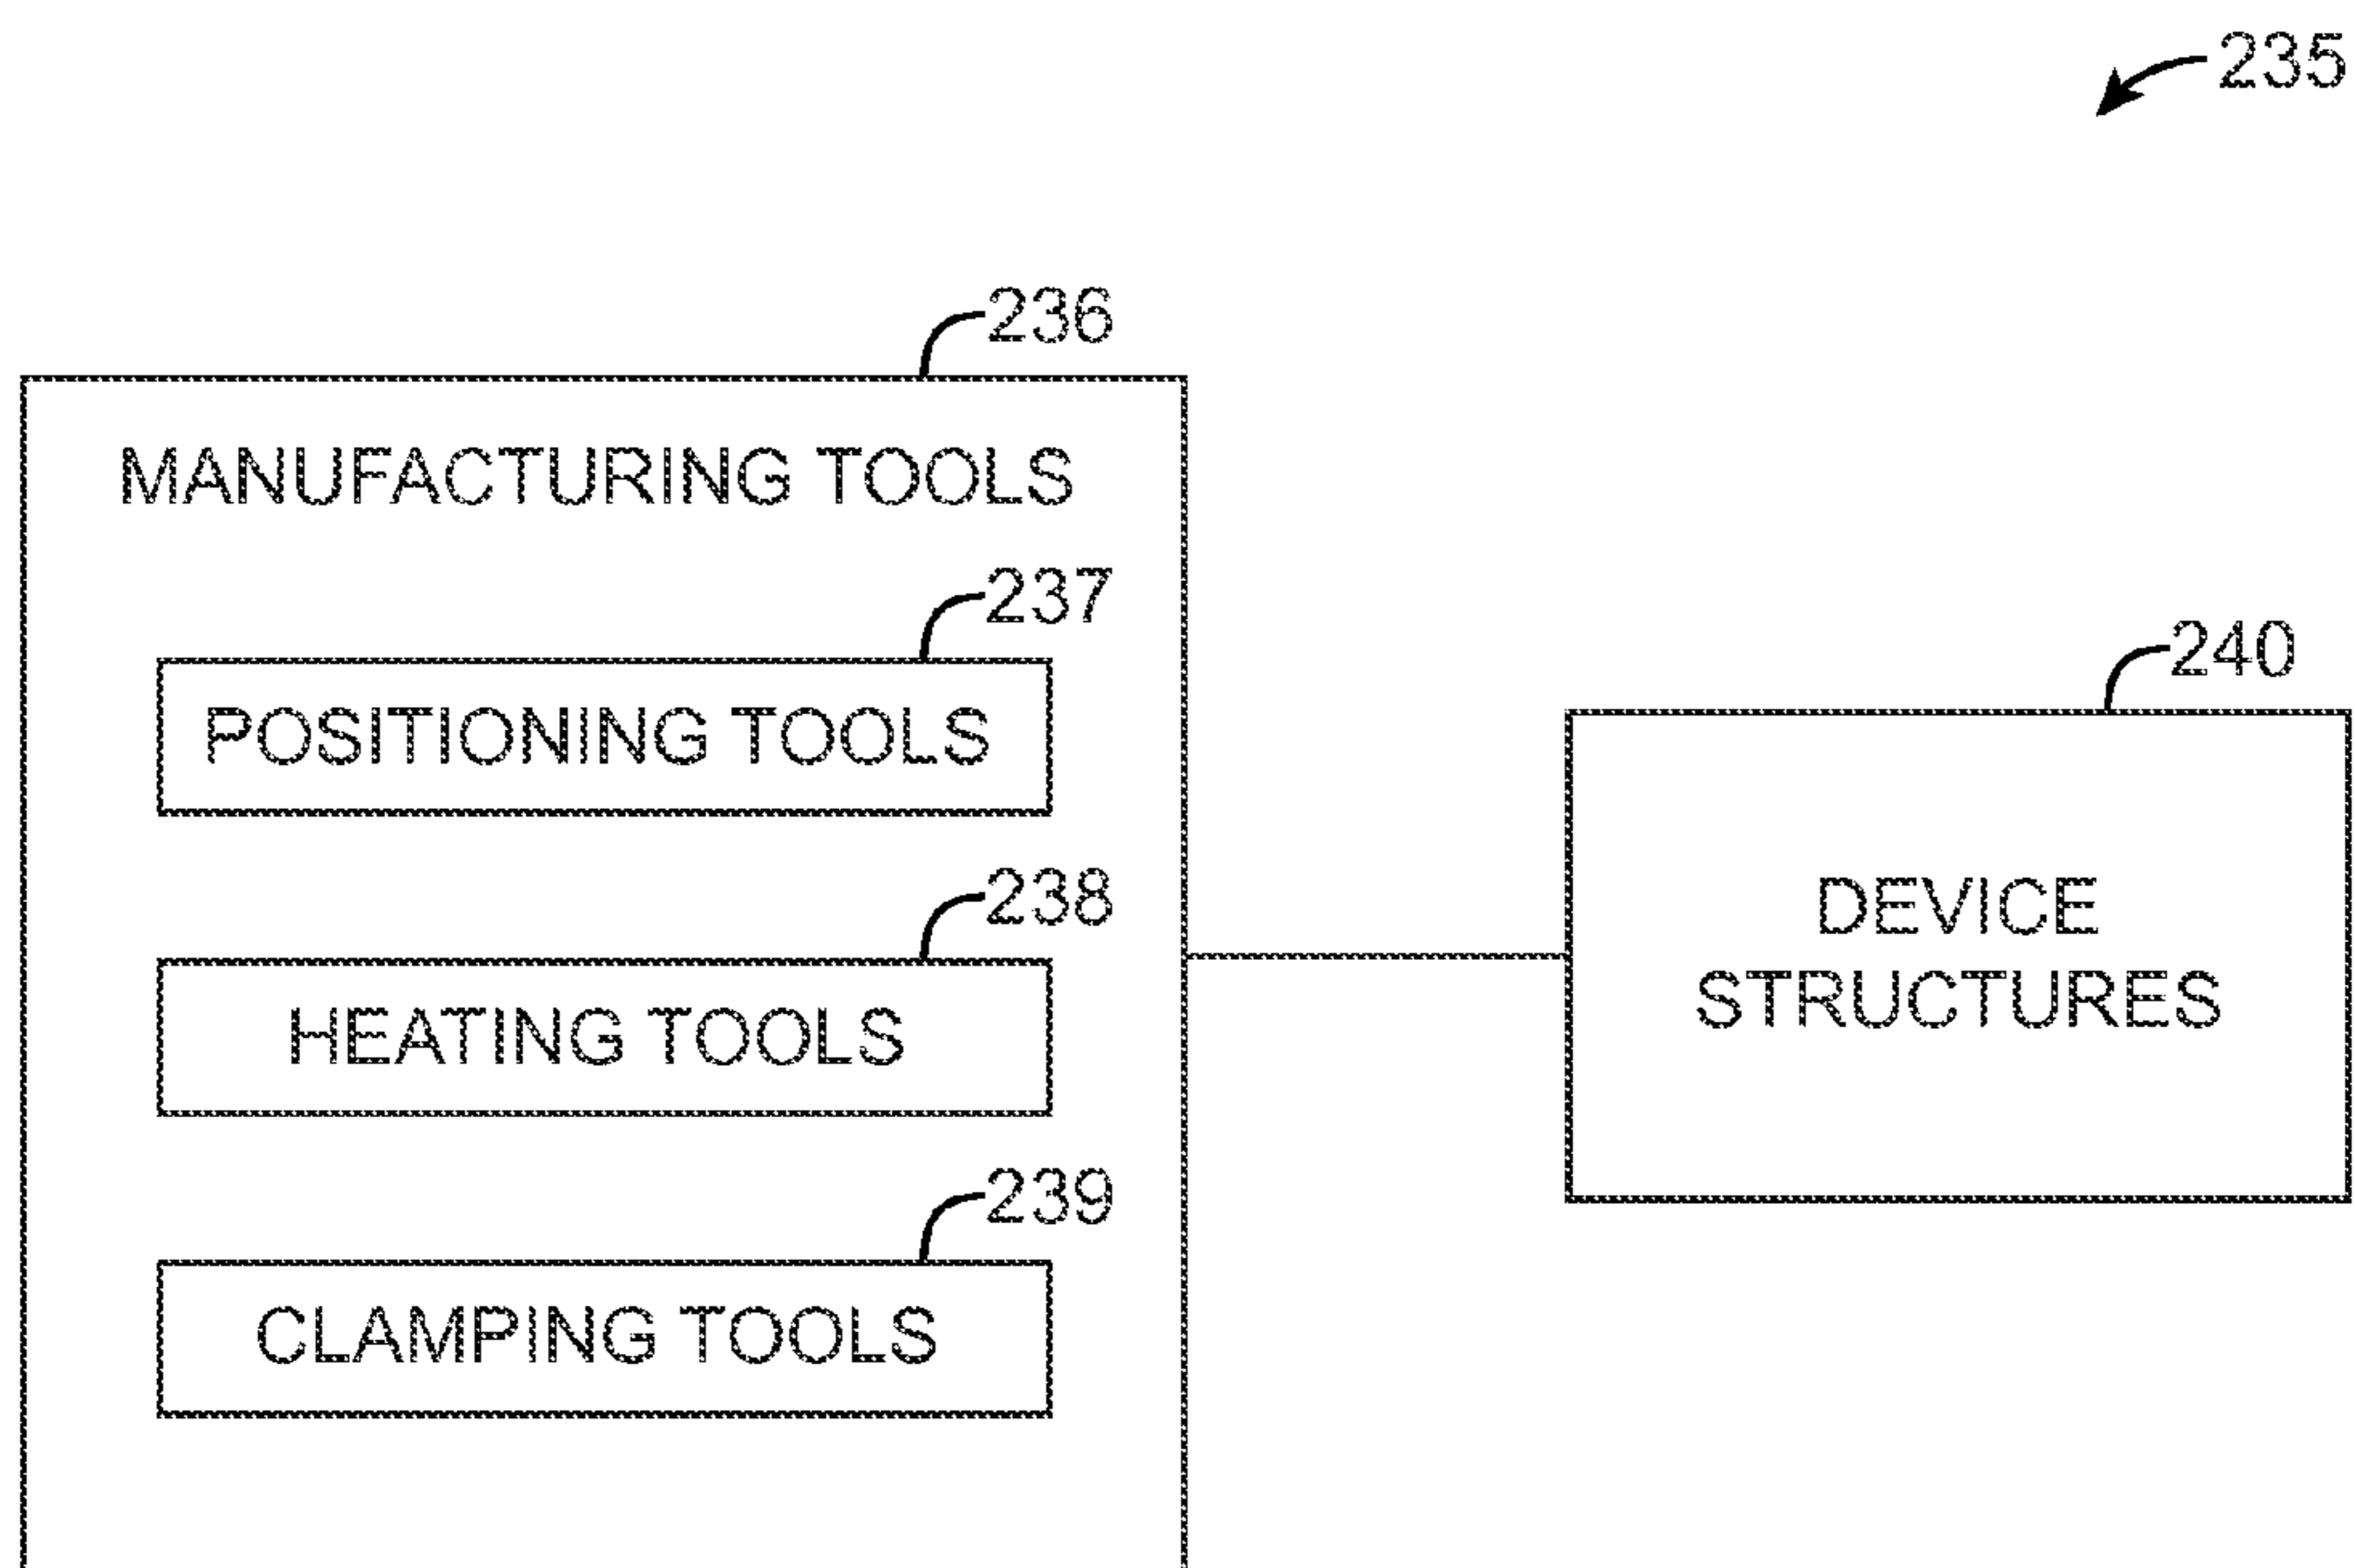 235
236
MANUFACTURING TOOLS
237
POSITIONING TOOLS
238
HEATING TOOLS
239
CLAMPING TOOLS
240
DEVICE
STRUCTURES